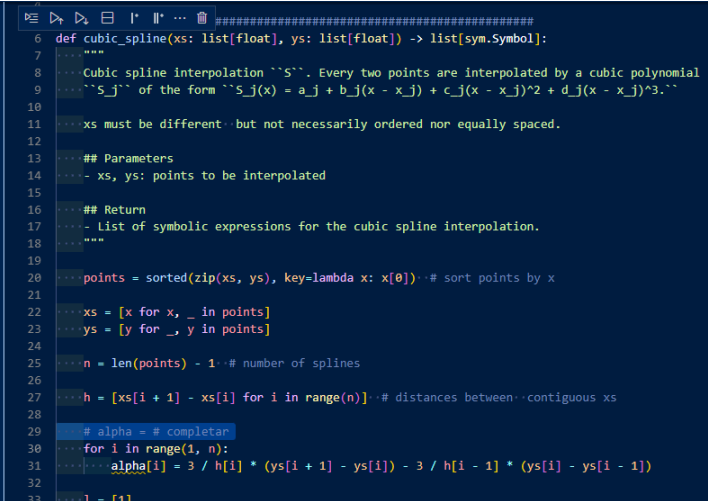 ##############################################
6 def cubic_spline(xs: list[float], ys: list[float]) -> list[sym.Symbol]:
7 """
8 Cubic spline interpolation ``S``. Every two points are interpolated by a cubic polynomial
9 ``S_j`` of the form ``S_j(x) = a_j + b_j(x - x_j) + c_j(x - x_j)^2 + d_j(x - x_j)^3.``
10
11 xs must be different  but not necessarily ordered nor equally spaced.
12
13 ## Parameters
14 - xs, ys: points to be interpolated
15
16 ## Return
17 - List of symbolic expressions for the cubic spline interpolation.
18 """
19
20 points = sorted(zip(xs, ys), key=lambda x: x[0])  # sort points by x
21
22 xs = [x for x, _ in points]
23 ys = [y for _, y in points]
24
25 n = len(points) - 1  # number of splines
26
27 h = [xs[i + 1] - xs[i] for i in range(n)]  # distances between  contiguous xs
28
29 # alpha = # completar
30 for i in range(1, n):
31 alpha[i] = 3 / h[i] * (ys[i + 1] - ys[i]) - 3 / h[i - 1] * (ys[i] - ys[i - 1])
32
33 l = [1]